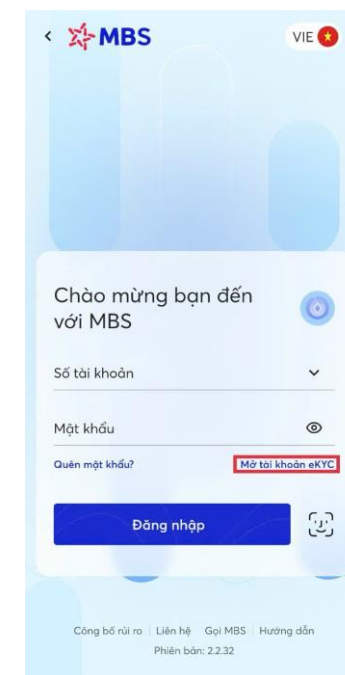 MBS
VIE
Chào mừng bạn đến
với MBS
Số tài khoản
Mật khẩu
Quên mật khẩu?
Mở tài khoản eKYC
Đăng nhập
Công bố rủi ro | Liên hệ | Gọi MBS | Hướng dẫn
Phiên bản: 2.2.32